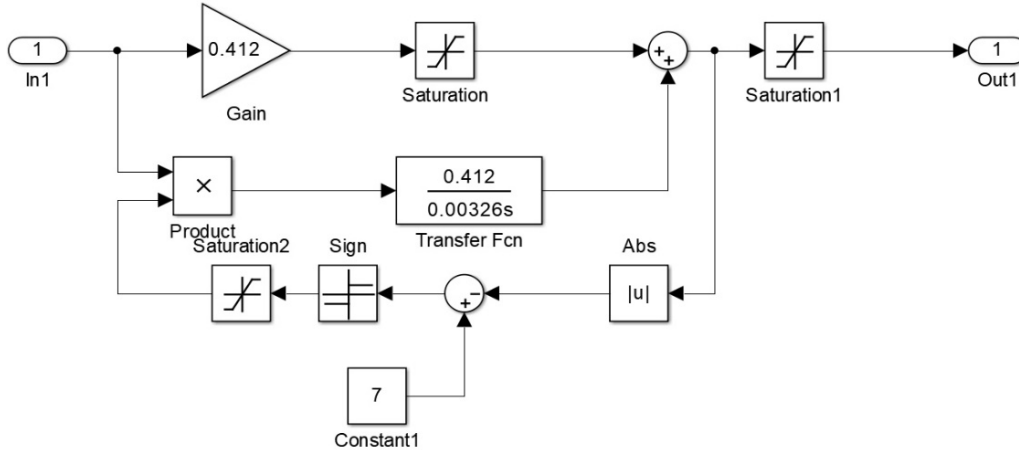 1
In1
0.412
Gain
Saturation
+
+
Saturation1
1
Out1
×
Product
0.412
0.00326s
Transfer Fcn
Saturation2
Sign
+
−
Abs
|u|
7
Constant1